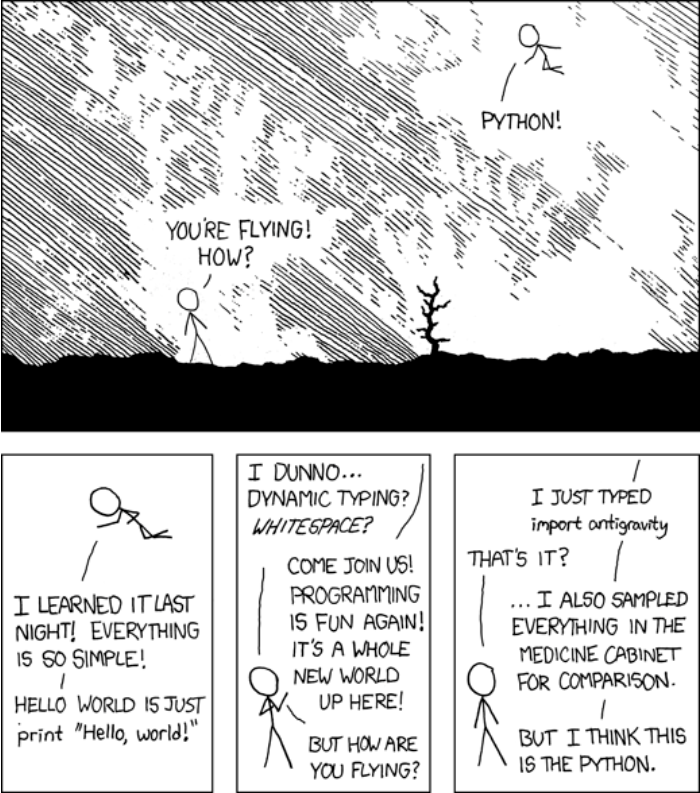 YOU'RE FLYING!
HOW?
PYTHON!
I LEARNED IT LAST
NIGHT! EVERYTHING
IS SO SIMPLE!
HELLO WORLD IS JUST
print "Hello, world!"
I DUNNO...
DYNAMIC TYPING?
WHITESPACE?
COME JOIN US!
PROGRAMMING
IS FUN AGAIN!
IT'S A WHOLE
NEW WORLD
UP HERE!
BUT HOW ARE
YOU FLYING?
I JUST TYPED
import antigravity
THAT'S IT?
... I ALSO SAMPLED
EVERYTHING IN THE
MEDICINE CABINET
FOR COMPARISON.
BUT I THINK THIS
IS THE PYTHON.